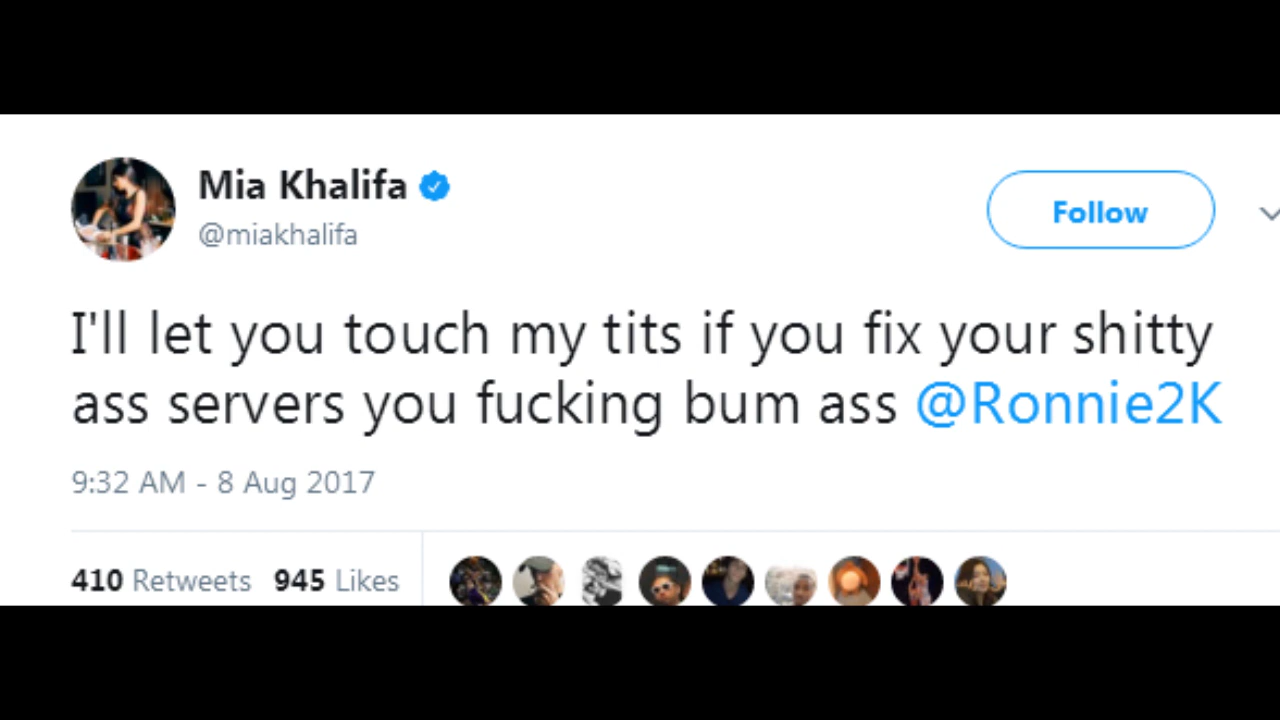 Mia Khalifa
@miakhalifa
Follow
I'll let you touch my tits if you fix your shitty
ass servers you fucking bum ass @Ronnie2K
9:32 AM - 8 Aug 2017
410 Retweets 945 Likes